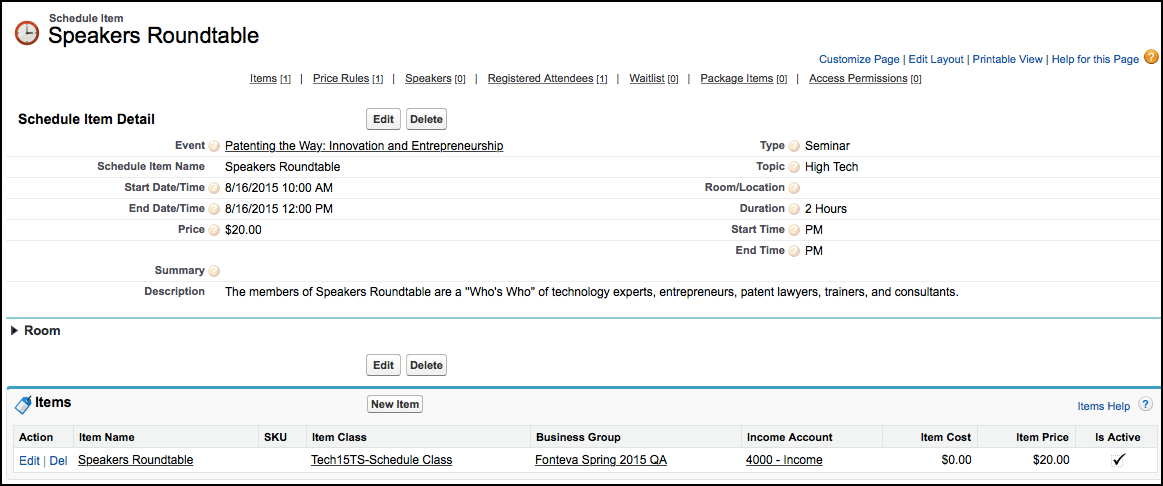 Schedule Item
Speakers Roundtable
Customize Page | Edit Layout | Printable View | Help for this Page ?
Items [1] | Price Rules [1] | Speakers [0] | Registered Attendees [1] | Waitlist [0] | Package Items [0] | Access Permissions [0]
Schedule Item Detail Edit Delete
Event ? Patenting the Way: Innovation and Entrepreneurship Type ? Seminar
Schedule Item Name Speakers Roundtable Topic ? High Tech
Start Date/Time ? 8/16/2015 10:00 AM Room/Location ?
End Date/Time ? 8/16/2015 12:00 PM Duration ? 2 Hours
Price ? $20.00 Start Time ? PM
End Time ? PM
Summary ?
Description The members of Speakers Roundtable are a "Who's Who" of technology experts, entrepreneurs, patent lawyers, trainers, and consultants.
Room
Edit Delete
Items New Item Items Help ?
Action Item Name SKU Item Class Business Group Income Account Item Cost Item Price Is Active
Edit | Del Speakers Roundtable Tech15TS-Schedule Class Fonteva Spring 2015 QA 4000 - Income $0.00 $20.00